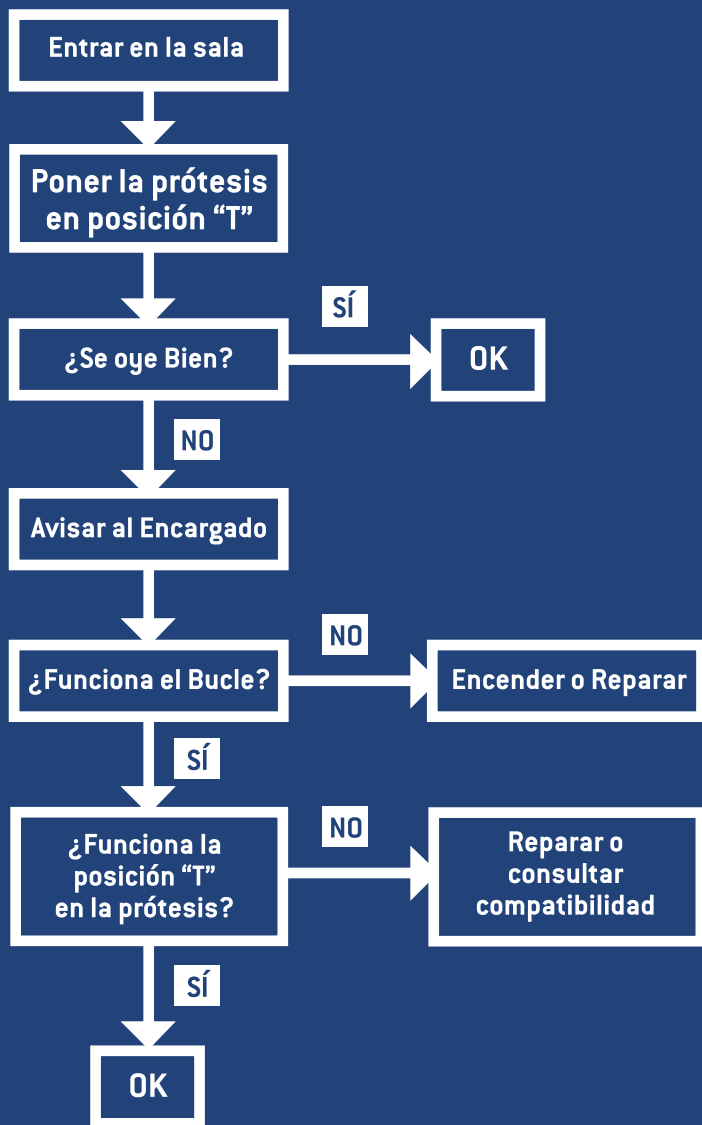 Entrar en la sala
Poner la prótesis
en posición “T”
SÍ
¿Se oye Bien?
OK
NO
Avisar al Encargado
NO
¿Funciona el Bucle?
Encender o Reparar
SÍ
NO
¿Funciona la
posición “T”
en la prótesis?
Reparar o
consultar
compatibilidad
SÍ
OK